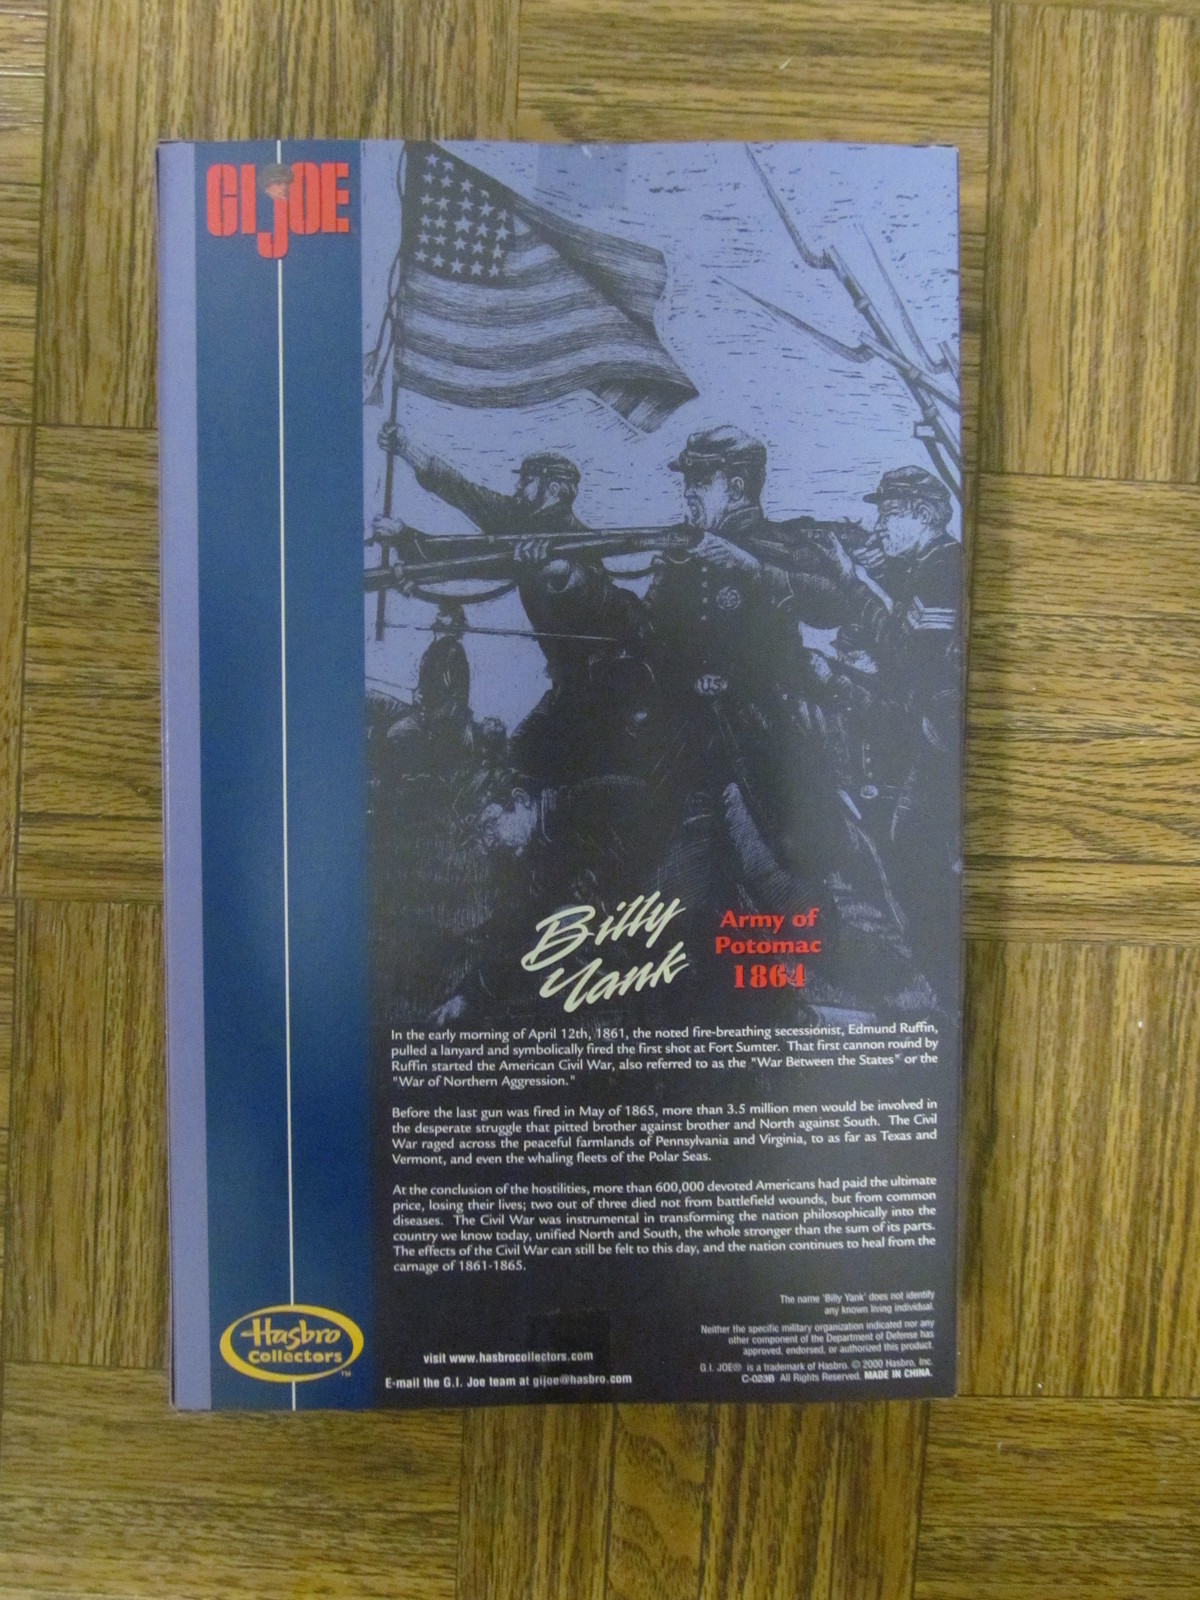 GI JOE
US
Billy
Yank
Army of
Potomac
1864
In the early morning of April 12th, 1861, the noted fire-breathing secessionist, Edmund Ruffin,
pulled a lanyard and symbolically fired the first shot at Fort Sumter. That first cannon round by
Ruffin started the American Civil War, also referred to as the "War Between the States" or the
"War of Northern Aggression."
Before the last gun was fired in May of 1865, more than 3.5 million men would be involved in
the desperate struggle that pitted brother against brother and North against South. The Civil
War raged across the peaceful farmlands of Pennsylvania and Virginia, to as far as Texas and
Vermont, and even the whaling fleets of the Polar Seas.
At the conclusion of the hostilities, more than 600,000 devoted Americans had paid the ultimate
price, losing their lives; two out of three died not from battlefield wounds, but from common
diseases. The Civil War was instrumental in transforming the nation philosophically into the
country we know today, unified North and South, the whole stronger than the sum of its parts.
The effects of the Civil War can still be felt to this day, and the nation continues to heal from the
carnage of 1861-1865.
The name 'Billy Yank' does not identify
any known living individual.
Neither the specific military organization indicated nor any
other component of the Department of Defense has
approved, endorsed, or authorized this product.
G.I. JOE®® is a trademark of Hasbro. © 2000 Hasbro, Inc.
C-023B All Rights Reserved. MADE IN CHINA.
Hasbro
Collectors
TM
visit www.hasbrocollectors.com
E-mail the G.I. Joe team at gijoe@hasbro.com